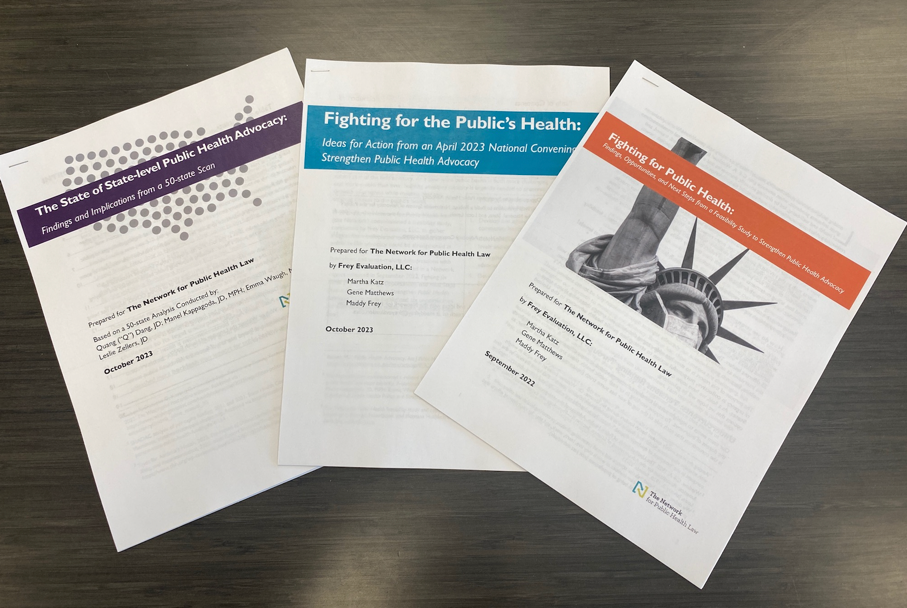 The State of State-level Public Health Advocacy:
Findings and Implications from a 50-state Scan
Prepared for The Network for Public Health Law
Based on a 50-state Analysis Conducted by:
Quang ("Q") Dang, JD; Manel Kappagoda, JD, MPH; Emma Waugh,
Leslie Zellers, JD
October 2023
Fighting for the Public's Health:
Ideas for Action from an April 2023 National Convening
Strengthen Public Health Advocacy
Prepared for The Network for Public Health Law
by Frey Evaluation, LLC:
Martha Katz
Gene Matthews
Maddy Frey
October 2023
Fighting for Public Health:
Findings, Opportunities, and Next Steps from a Feasibility Study to Strengthen Public Health Advocacy
Prepared for The Network for Public Health Law
by Frey Evaluation, LLC:
Martha Katz
Gene Matthews
Maddy Frey
September 2022
The Network
for Public Health Law